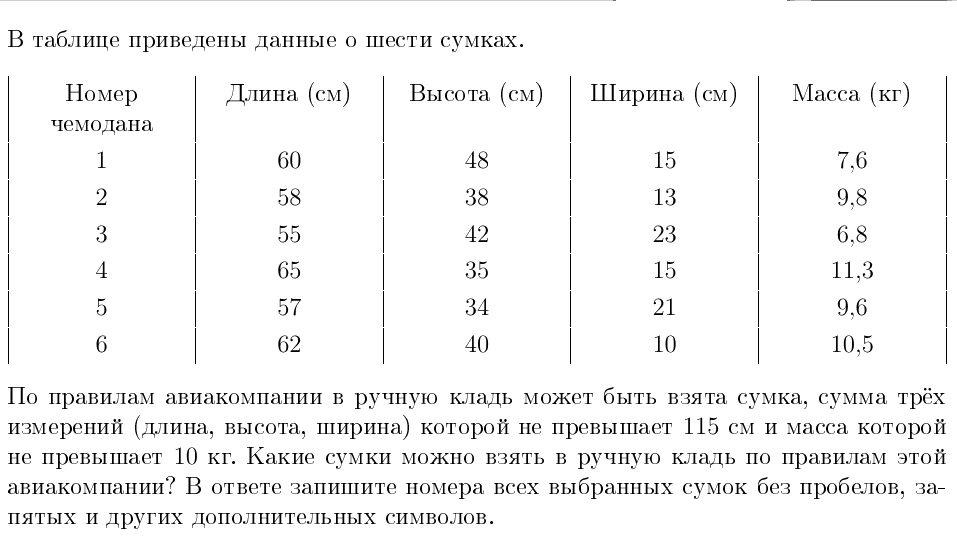 В таблице приведены данные о шести сумках.
Номер чемодана Длина (см) Высота (см) Ширина (см) Масса (кг)
1 60 48 15 7,6
2 58 38 13 9,8
3 55 42 23 6,8
4 65 35 15 11,3
5 57 34 21 9,6
6 62 40 10 10,5
По правилам авиакомпании в ручную кладь может быть взята сумка, сумма трёх
измерений (длина, высота, ширина) которой не превышает 115 см и масса которой
не превышает 10 кг. Какие сумки можно взять в ручную кладь по правилам этой
авиакомпании? В ответе запишите номера всех выбранных сумок без пробелов, за-
пятых и других дополнительных символов.